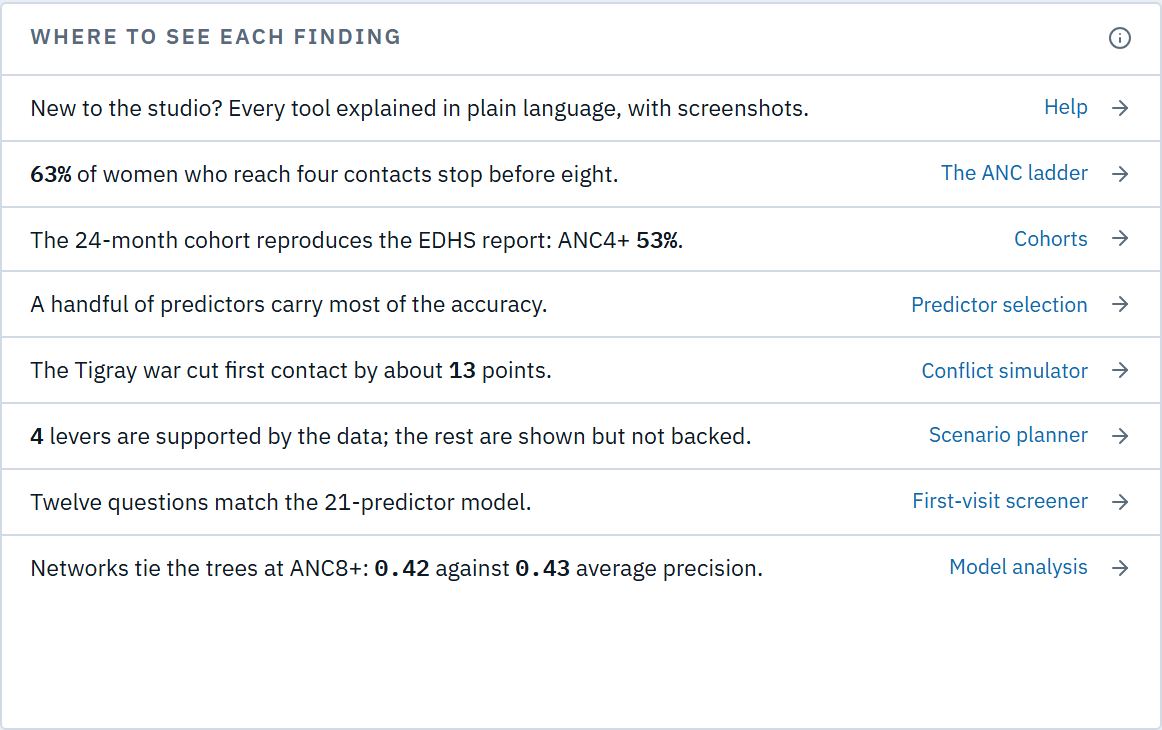 WHERE TO SEE EACH FINDING
New to the studio? Every tool explained in plain language, with screenshots. Help
63% of women who reach four contacts stop before eight. The ANC ladder
The 24-month cohort reproduces the EDHS report: ANC4+ 53%. Cohorts
A handful of predictors carry most of the accuracy. Predictor selection
The Tigray war cut first contact by about 13 points. Conflict simulator
4 levers are supported by the data; the rest are shown but not backed. Scenario planner
Twelve questions match the 21-predictor model. First-visit screener
Networks tie the trees at ANC8+: 0.42 against 0.43 average precision. Model analysis